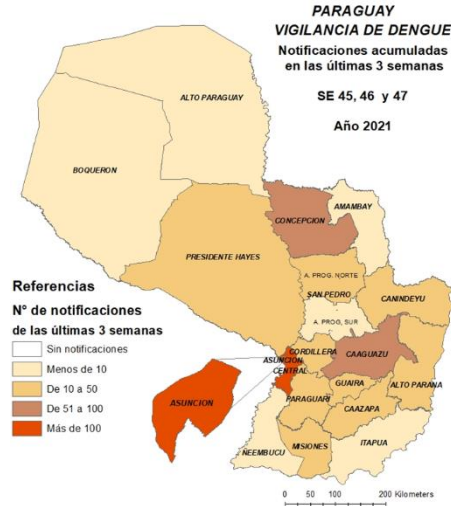 PARAGUAY
VIGILANCIA DE DENGUE
Notificaciones acumuladas
en las últimas 3 semanas
SE 45, 46 y 47
Año 2021
ALTO PARAGUAY
BOQUERON
CONCEPCION
AMAMBAY
PRESIDENTE HAYES
A. PROG. NORTE
SAN PEDRO
CANINDEYU
A. PROG. SUR
Referencias
N° de notificaciones
de las últimas 3 semanas
Sin notificaciones
Menos de 10
De 10 a 50
De 51 a 100
Más de 100
ASUNCION
CORDILLERA
CENTRAL
CAAGUAZU
ASUNCION
GUAIRA
ALTO PARANA
PARAGUARI
CAAZAPA
ÑEEMBUCU
MISIONES
ITAPUA
0 50 100 200 Kilometers